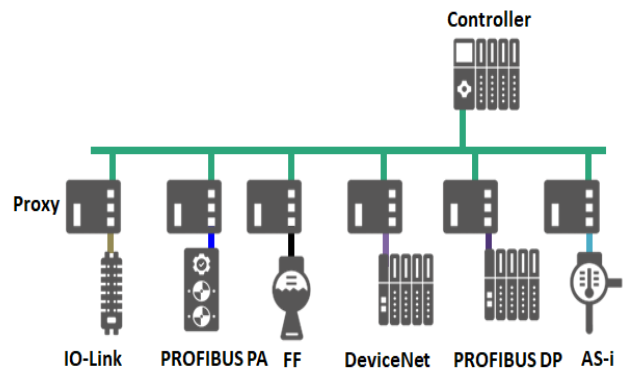 Controller
Proxy
IO-Link PROFIBUS PA FF DeviceNet PROFIBUS DP AS-i